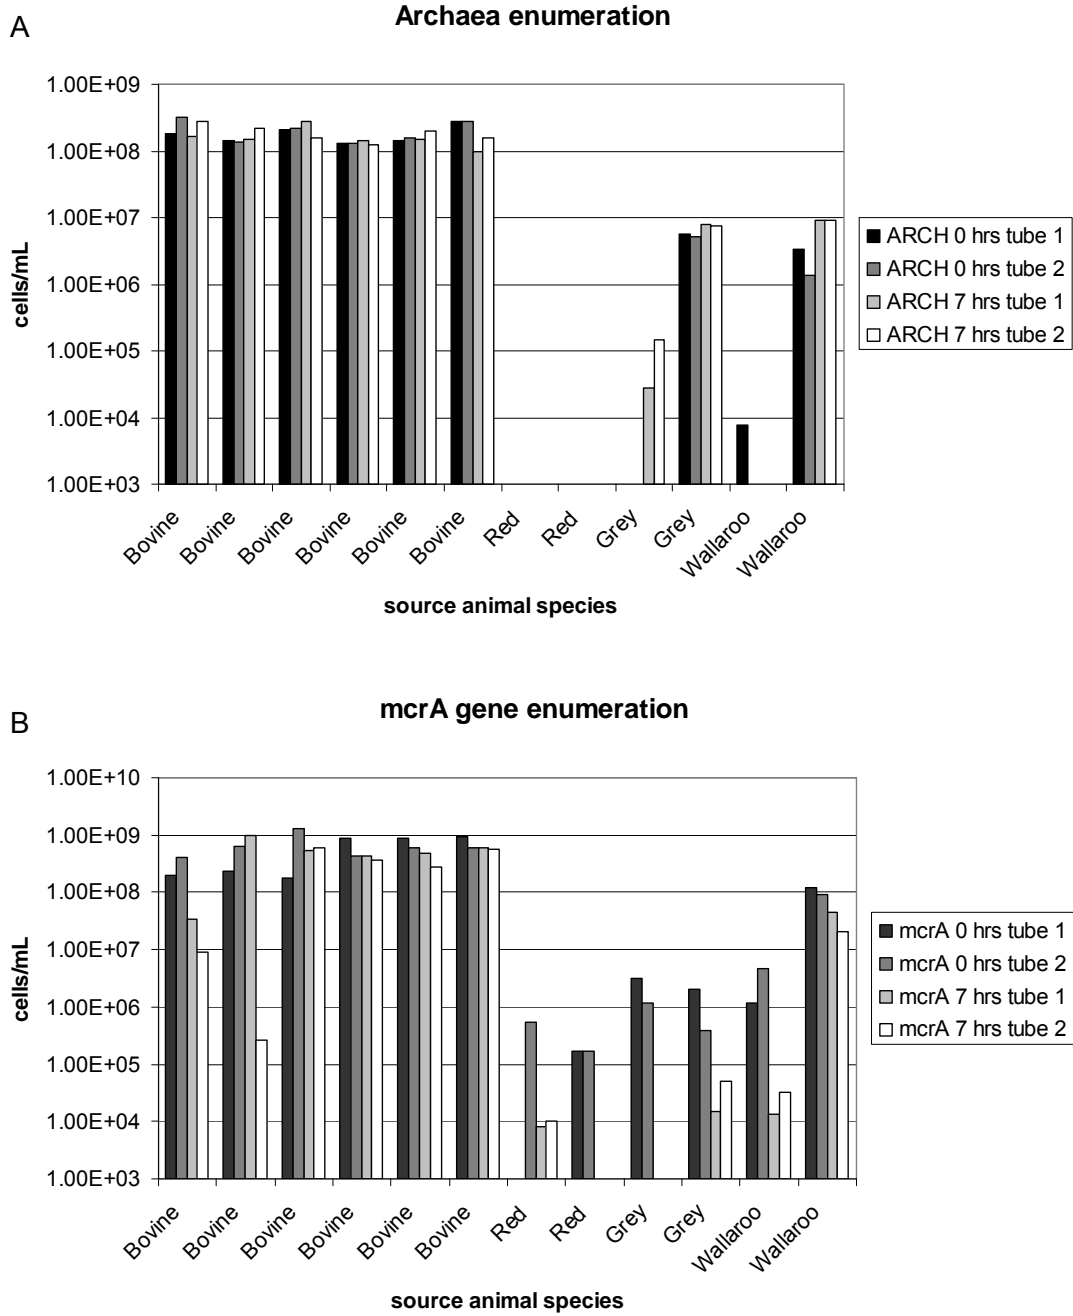 A
Archaea enumeration
1.00E+09
1.00E+08
1.00E+07
1.00E+06
1.00E+05
1.00E+04
1.00E+03
cells/mL
Bovine
Bovine
Bovine
Bovine
Bovine
Bovine
Red
Red
Grey
Grey
Wallaroo
Wallaroo
source animal species
ARCH 0 hrs tube 1
ARCH 0 hrs tube 2
ARCH 7 hrs tube 1
ARCH 7 hrs tube 2
B
mcrA gene enumeration
1.00E+10
1.00E+09
1.00E+08
1.00E+07
1.00E+06
1.00E+05
1.00E+04
1.00E+03
cells/mL
Bovine
Bovine
Bovine
Bovine
Bovine
Bovine
Red
Red
Grey
Grey
Wallaroo
Wallaroo
source animal species
mcrA 0 hrs tube 1
mcrA 0 hrs tube 2
mcrA 7 hrs tube 1
mcrA 7 hrs tube 2